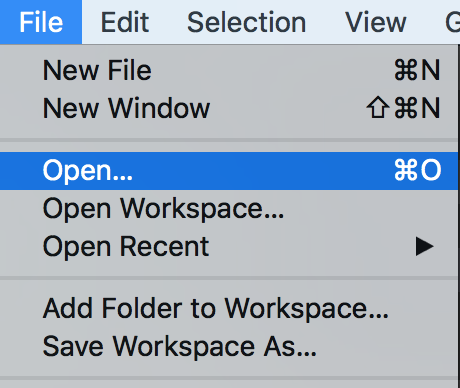 File Edit Selection View G
New File ⌘N
New Window ⇧⌘N
Open... ⌘O
Open Workspace...
Open Recent ▶
Add Folder to Workspace...
Save Workspace As...